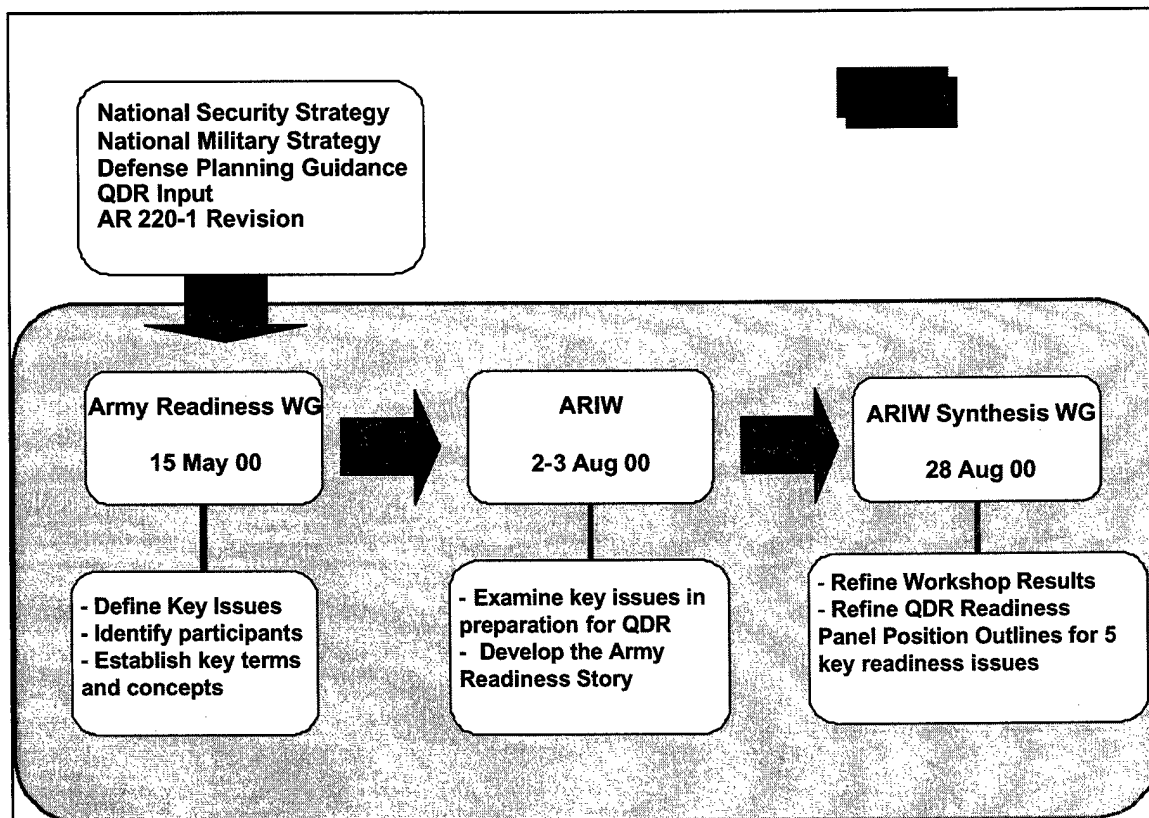 National Security Strategy
National Military Strategy
Defense Planning Guidance
QDR Input
AR 220-1 Revision
Army Readiness WG
15 May 00
ARIW
2-3 Aug 00
ARIW Synthesis WG
28 Aug 00
- Define Key Issues
- Identify participants
- Establish key terms
and concepts
- Examine key issues in
preparation for QDR
- Develop the Army
Readiness Story
- Refine Workshop Results
- Refine QDR Readiness
Panel Position Outlines for 5
key readiness issues